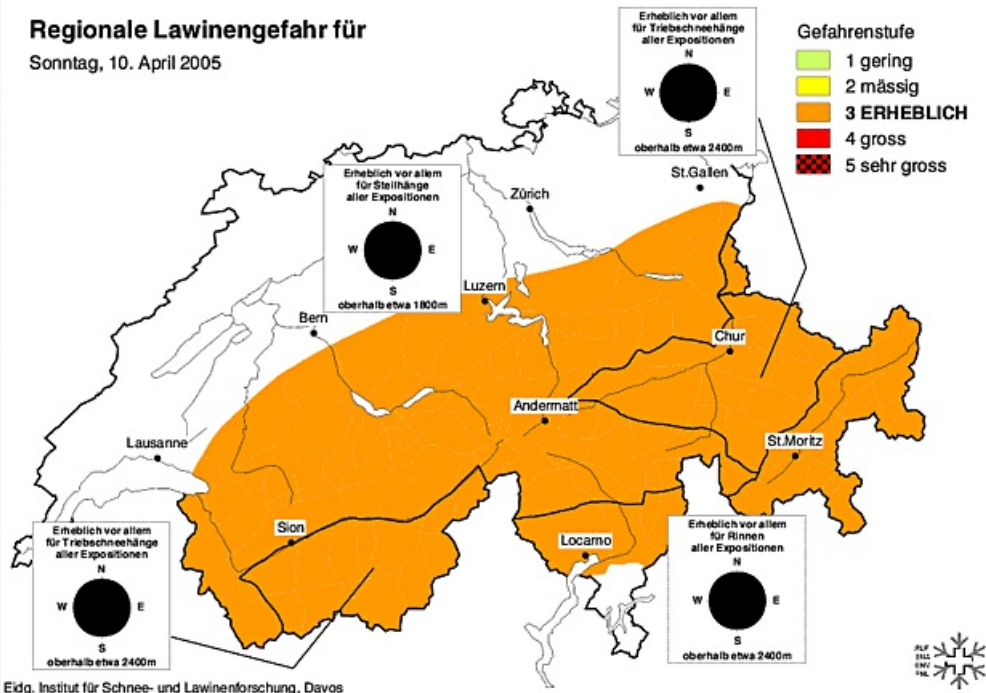 Regionale Lawinengefahr für
Sonntag, 10. April 2005
Erheblich vor allem
für Triebschneehänge
aller Expositionen
N
W E
S
oberhalb etwa 2400m
Gefahrenstufe
1 gering
2 mässig
3 ERHEBLICH
4 gross
5 sehr gross
Erheblich vor allem
für Steilhänge
aller Expositionen
N
W E
S
oberhalb etwa 1800m
St.Gallen
Zürich
Luzern
Bern
Chur
Andermatt
Lausanne
St.Moritz
Sion
Locarno
Erheblich vor allem
für Triebschneehänge
aller Expositionen
N
W E
S
oberhalb etwa 2400m
Erheblich vor allem
für Rinnen
aller Expositionen
N
W E
S
oberhalb etwa 2400m
Eidg. Institut für Schnee- und Lawinenforschung, Davos